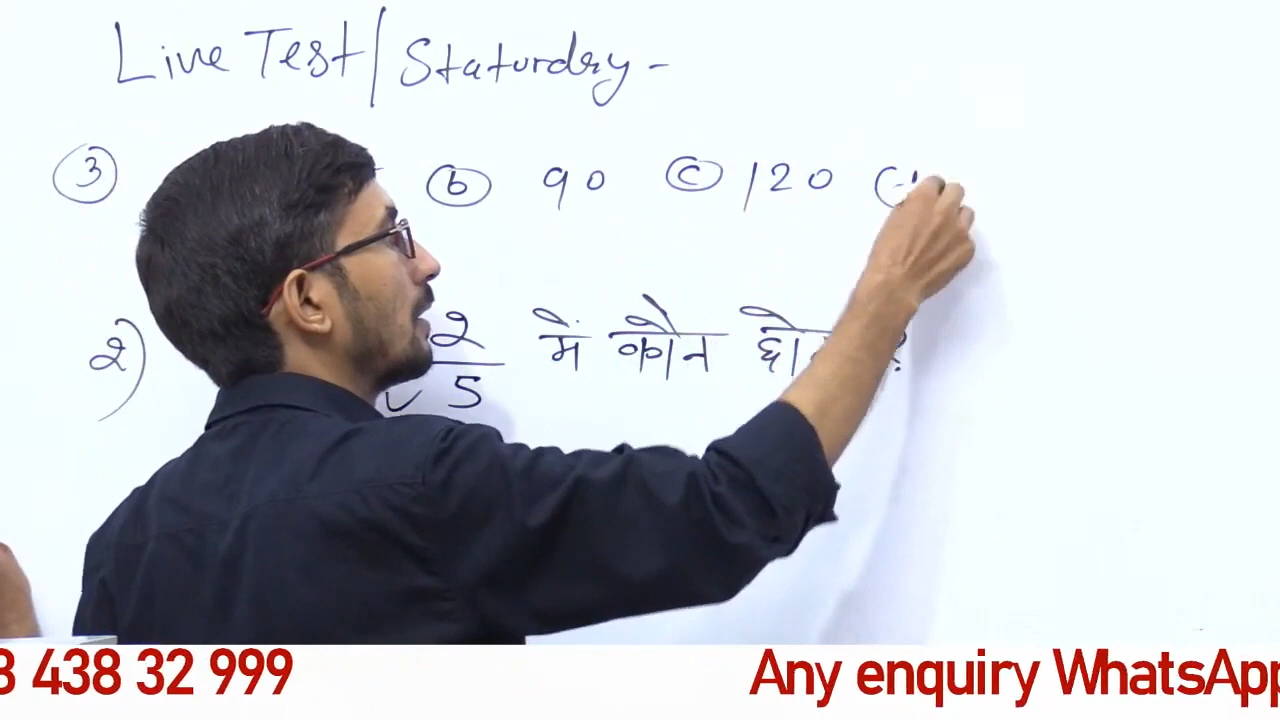 Live Test/ Staturday -
3 b 90 c 120
2) 2/√5 में कौन
3 438 32 999 Any enquiry WhatsApp